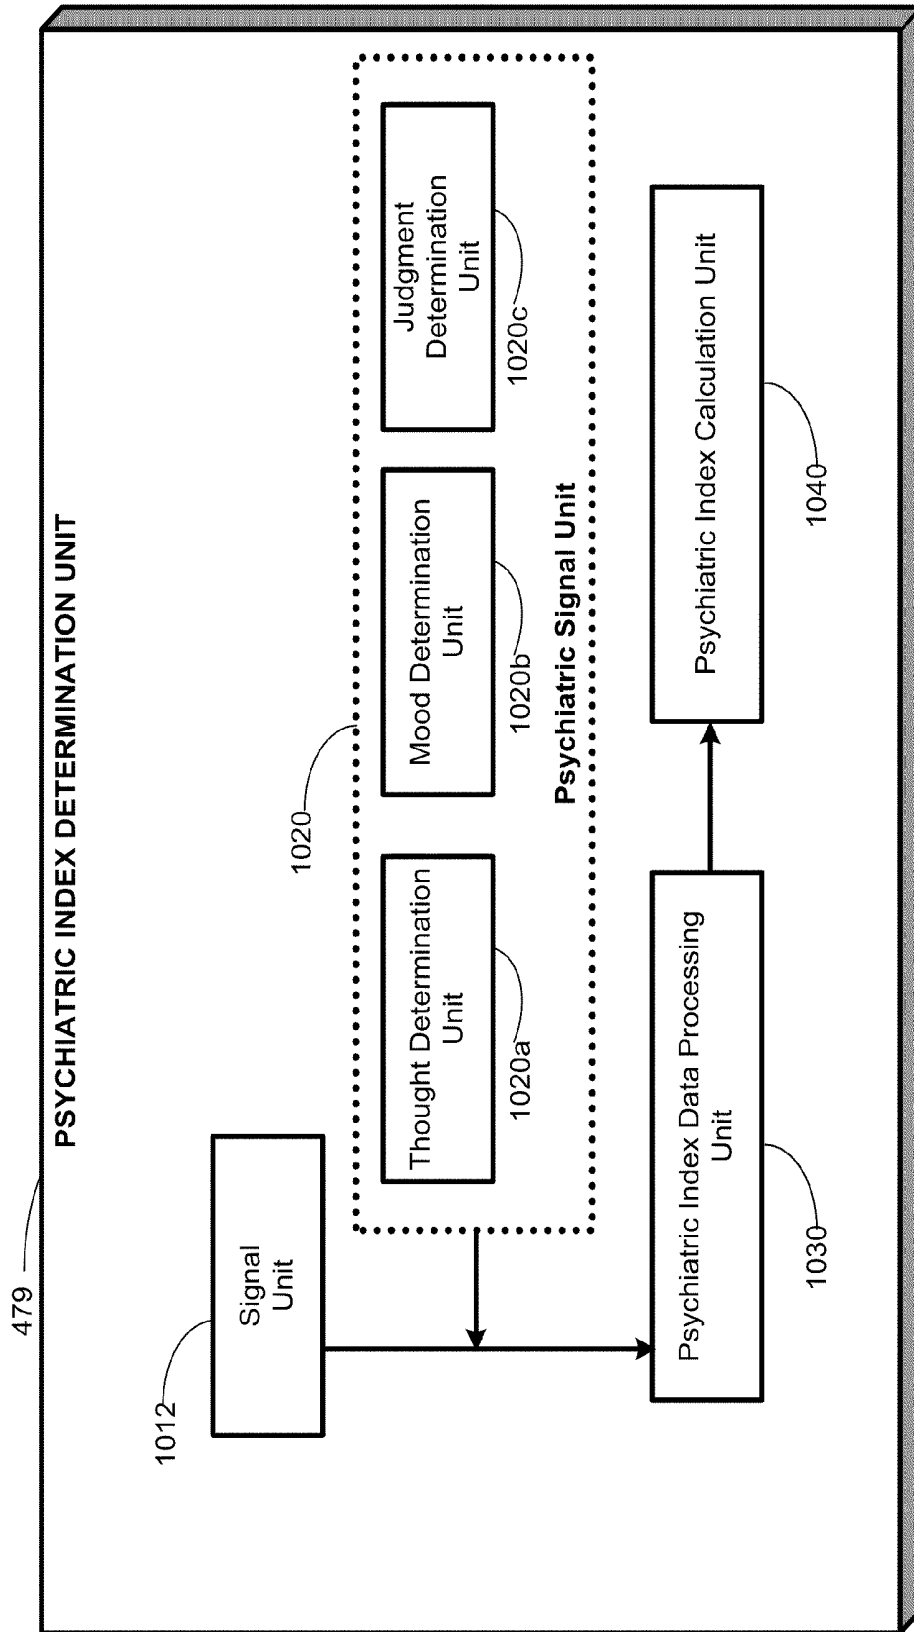 479
PSYCHIATRIC INDEX DETERMINATION UNIT
1012
Signal
Unit
1020
Thought Determination
Unit
1020a
Mood Determination
Unit
1020b
Judgment
Determination
Unit
1020c
Psychiatric Signal Unit
Psychiatric Index Data Processing
Unit
1030
Psychiatric Index Calculation Unit
1040